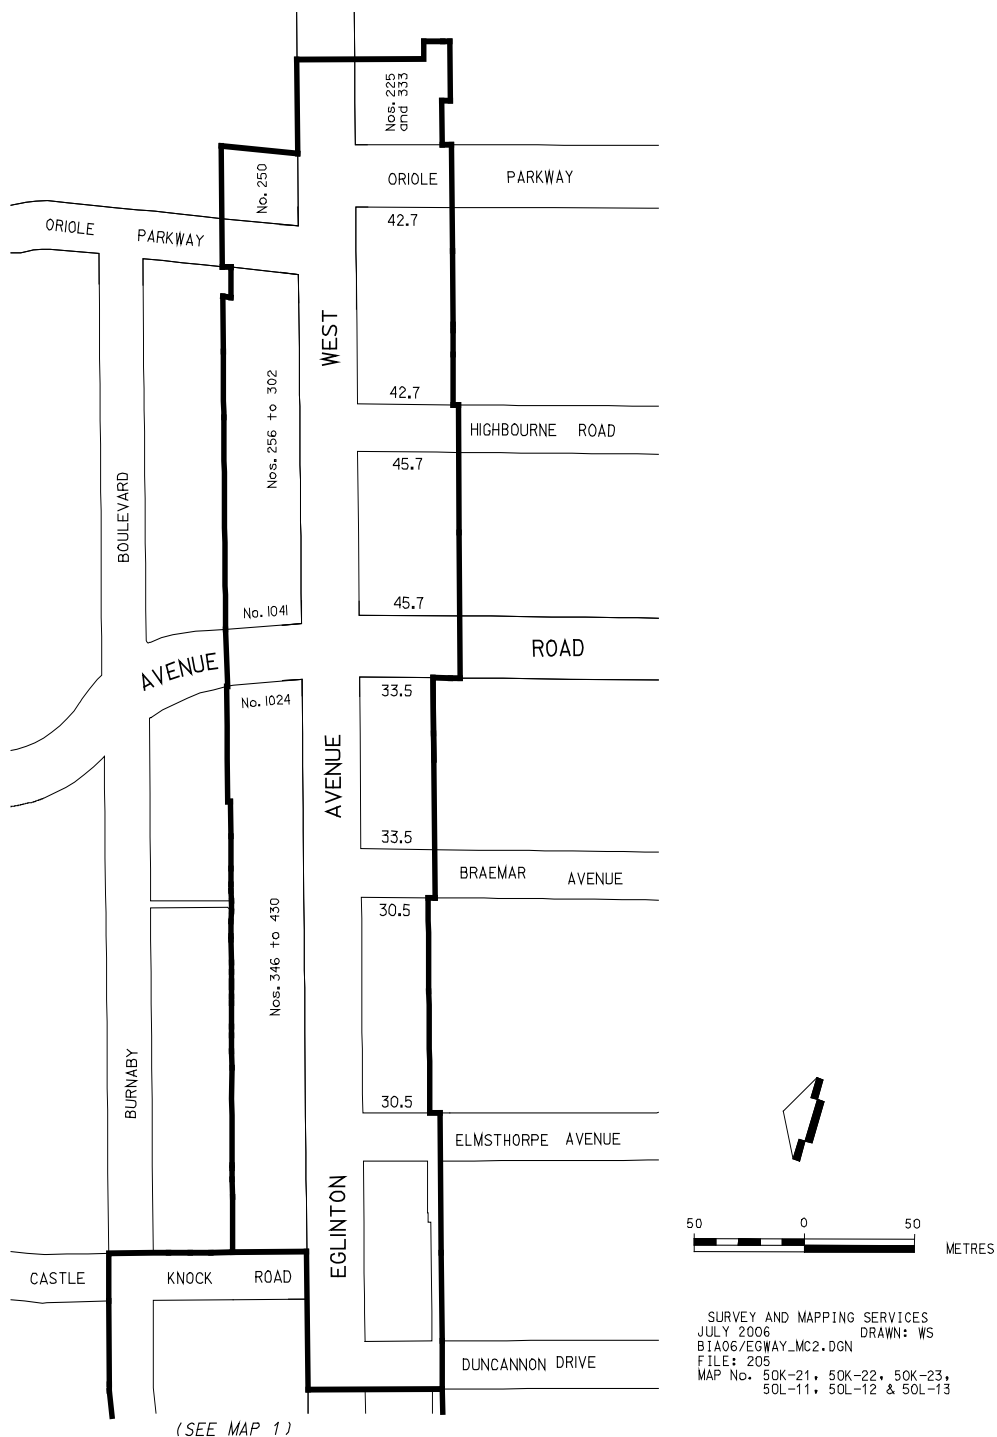 Nos. 225
and 333
No. 250
ORIOLE PARKWAY
ORIOLE PARKWAY
42.7
WEST
Nos. 256 to 302
42.7
HIGHBOURNE ROAD
45.7
BOULEVARD
45.7
No. 1041
ROAD
AVENUE
33.5
No. 1024
AVENUE
33.5
BRAEMAR AVENUE
30.5
Nos. 346 to 430
BURNABY
30.5
ELMSTHORPE AVENUE
EGLINTON
50 0 50
METRES
CASTLE KNOCK ROAD
DUNCANNON DRIVE
SURVEY AND MAPPING SERVICES
JULY 2006 DRAWN: WS
BIA06/EGWAY_MC2.DGN
FILE: 205
MAP No. 50K-21, 50K-22, 50K-23,
50L-11, 50L-12 & 50L-13
(SEE MAP 1)